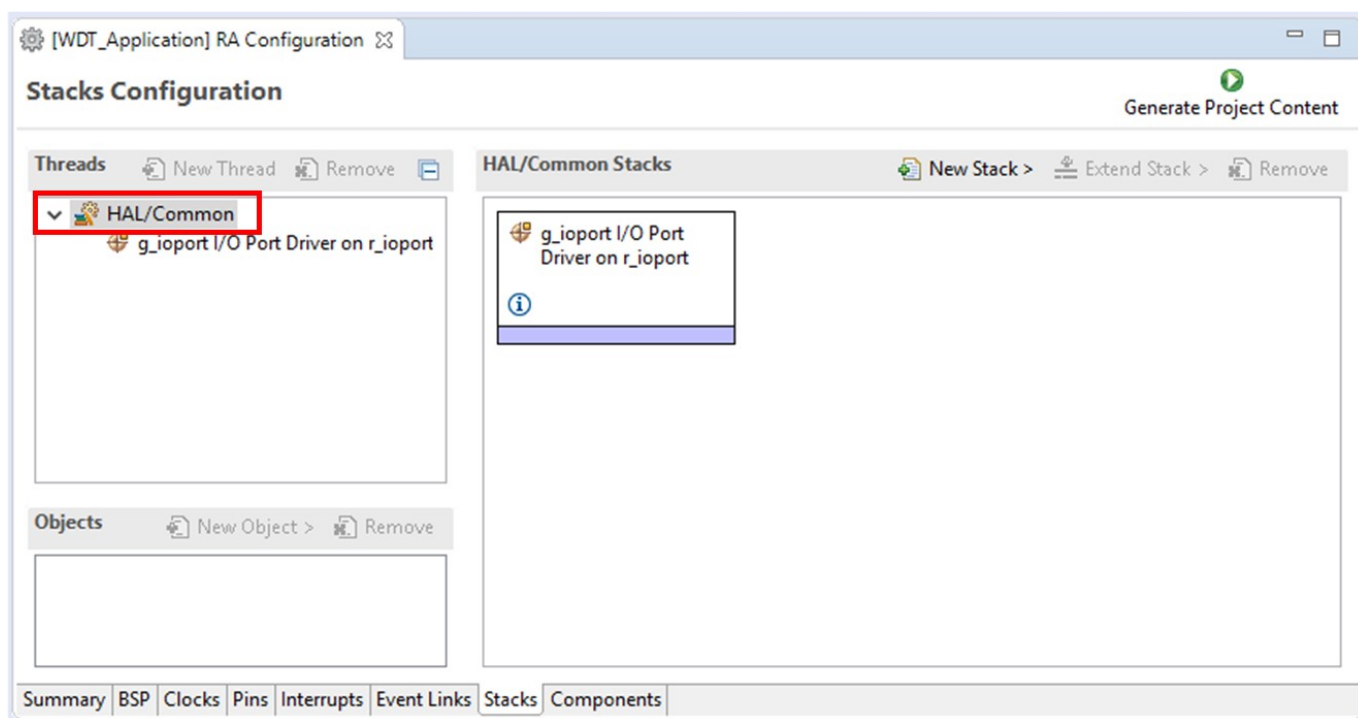 [WDT_Application] RA Configuration
Stacks Configuration
Generate Project Content
Threads New Thread Remove
HAL/Common
g_ioport I/O Port Driver on r_ioport
HAL/Common Stacks New Stack > Extend Stack > Remove
g_ioport I/O Port
Driver on r_ioport
Objects New Object > Remove
Summary BSP Clocks Pins Interrupts Event Links Stacks Components